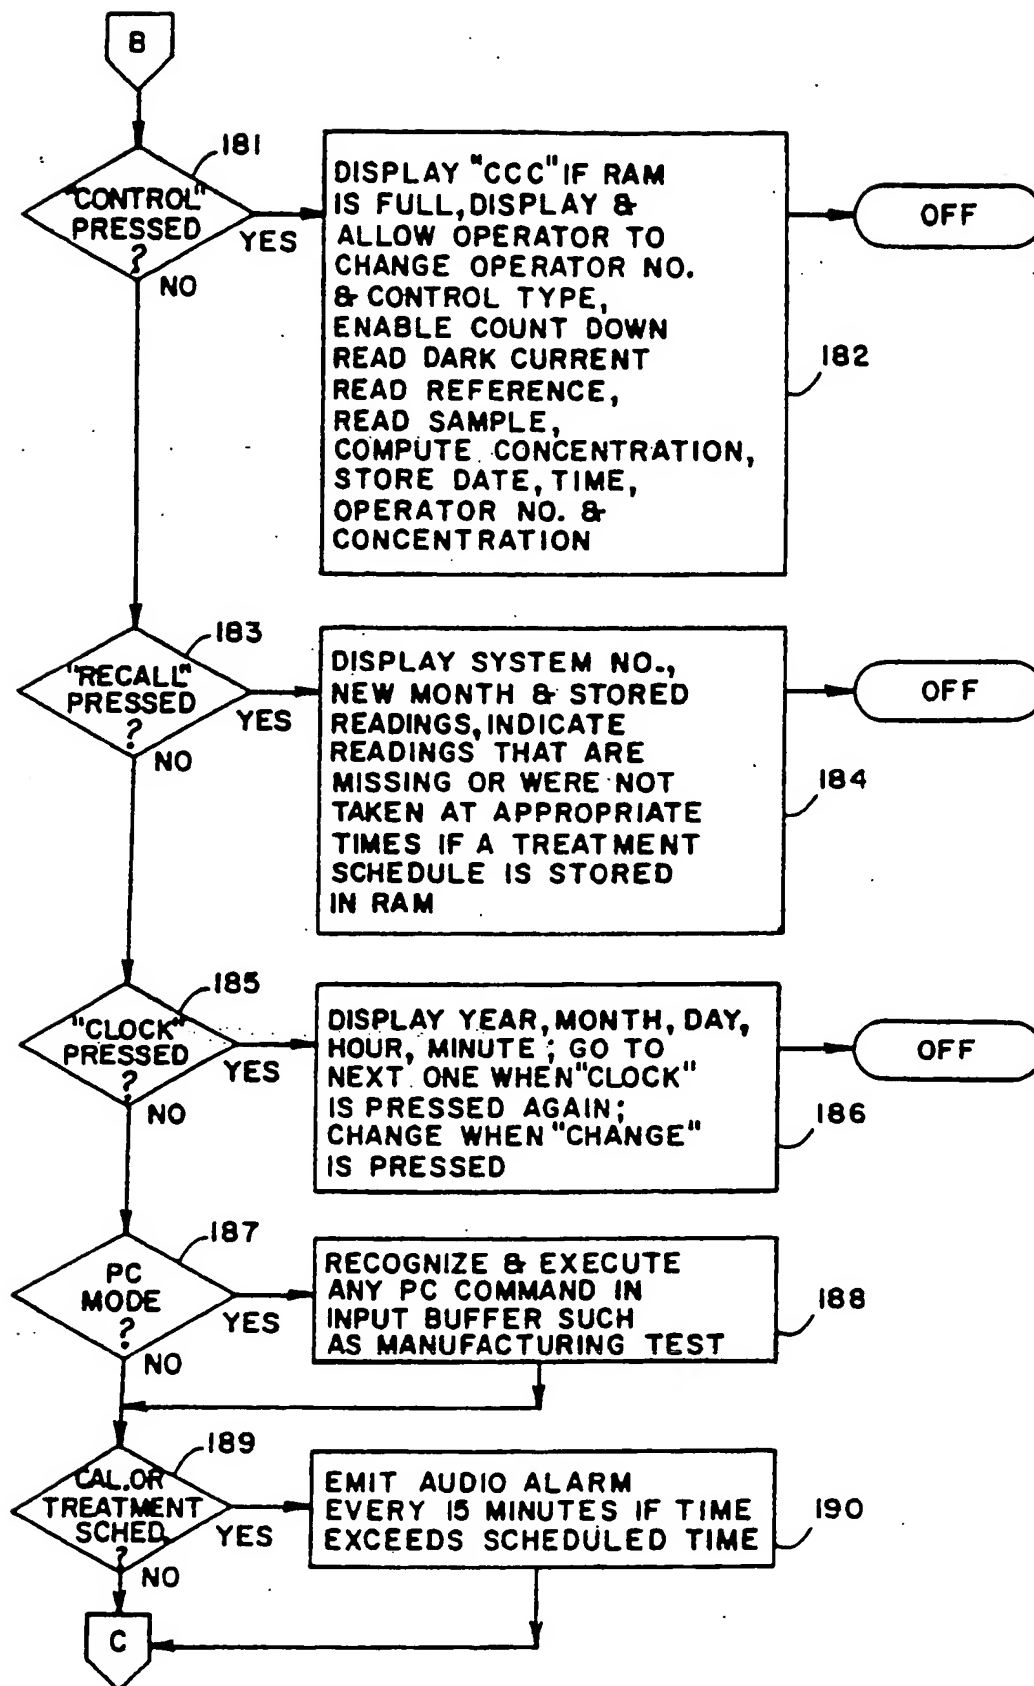 B
181
"CONTROL"
PRESSED
?
YES
NO
DISPLAY "CCC" IF RAM
IS FULL, DISPLAY &
ALLOW OPERATOR TO
CHANGE OPERATOR NO.
& CONTROL TYPE,
ENABLE COUNT DOWN
READ DARK CURRENT
READ REFERENCE,
READ SAMPLE,
COMPUTE CONCENTRATION,
STORE DATE, TIME,
OPERATOR NO. &
CONCENTRATION
182
OFF
183
"RECALL"
PRESSED
?
YES
NO
DISPLAY SYSTEM NO.,
NEW MONTH & STORED
READINGS, INDICATE
READINGS THAT ARE
MISSING OR WERE NOT
TAKEN AT APPROPRIATE
TIMES IF A TREATMENT
SCHEDULE IS STORED
IN RAM
184
OFF
185
"CLOCK"
PRESSED
?
YES
NO
DISPLAY YEAR, MONTH, DAY,
HOUR, MINUTE; GO TO
NEXT ONE WHEN "CLOCK"
IS PRESSED AGAIN;
CHANGE WHEN "CHANGE"
IS PRESSED
186
OFF
187
PC
MODE
?
YES
NO
RECOGNIZE & EXECUTE
ANY PC COMMAND IN
INPUT BUFFER SUCH
AS MANUFACTURING TEST
188
189
CAL. OR
TREATMENT
SCHED.
?
YES
NO
EMIT AUDIO ALARM
EVERY 15 MINUTES IF TIME
EXCEEDS SCHEDULED TIME
190
C